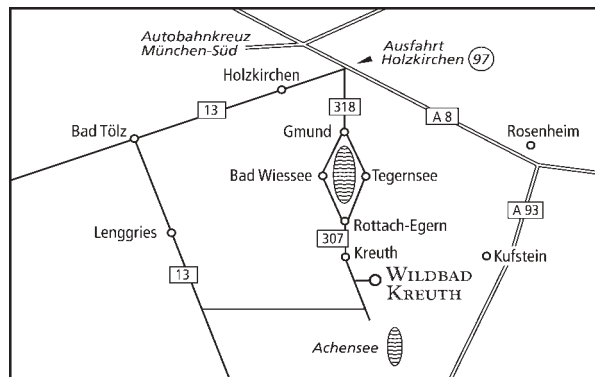 Autobahnkreuz
München-Süd
Ausfahrt
Holzkirchen 97
Holzkirchen
13
318
A 8
Bad Tölz
Gmund
Rosenheim
Bad Wiessee
Tegernsee
A 93
Rottach-Egern
Lenggries
307
Kreuth
Kufstein
13
WILDBAD
KREUTH
Achensee